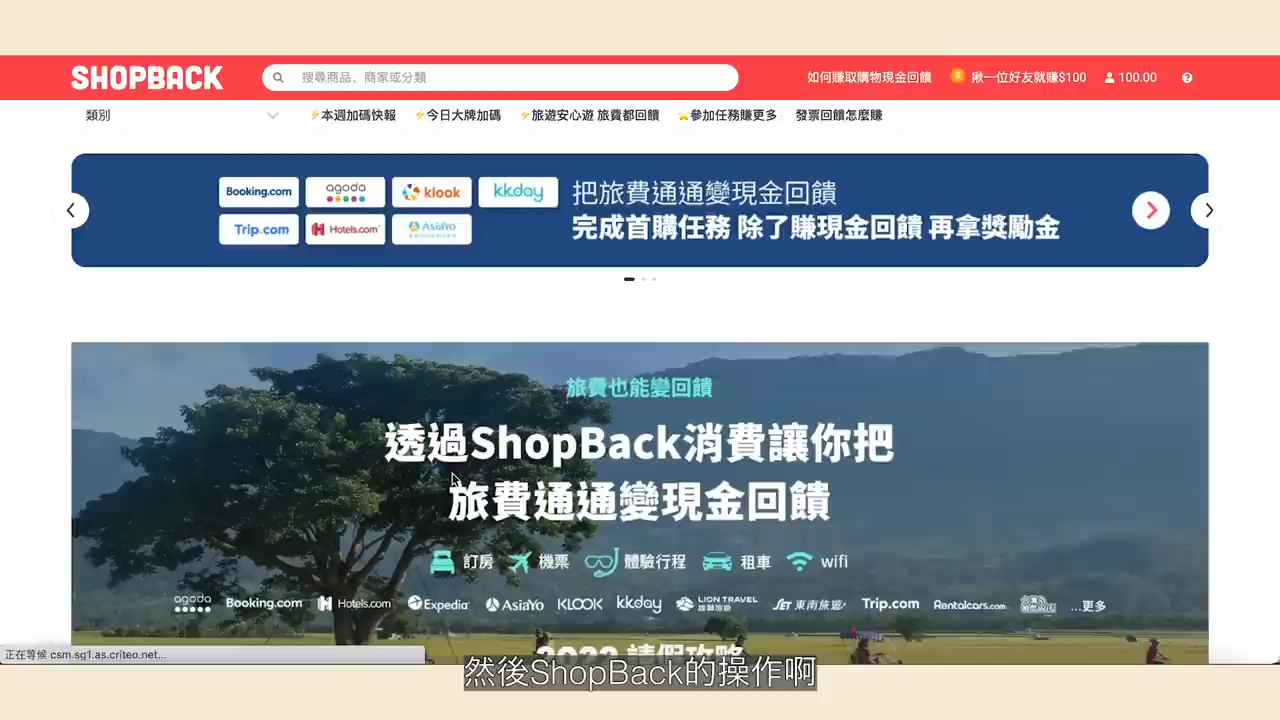 SHOPBACK
搜尋商品、商家或分類
如何賺取購物現金回饋
$ 揪一位好友就賺$100
100.00
?
類別
⚡本週加碼快報
⚡今日大牌加碼
⚡旅遊安心遊 旅費都回饋
⭐參加任務賺更多
發票回饋怎麼賺
Booking.com
agoda
klook
kkday
Trip.com
Hotels.com
AsiaYo
把旅費通通變現金回饋
完成首購任務 除了賺現金回饋 再拿獎勵金
旅費也能變回饋
透過ShopBack消費讓你把
旅費通通變現金回饋
訂房 機票 體驗行程 租車 wifi
agoda Booking.com Hotels.com Expedia AsiaYo KLOOK kkday LION TRAVEL 雄獅旅遊 SET 東南旅遊 Trip.com Rentalcars.com ...更多
2022 請假攻略
正在等候 csm.sg1.as.criteo.net...
然後ShopBack的操作啊